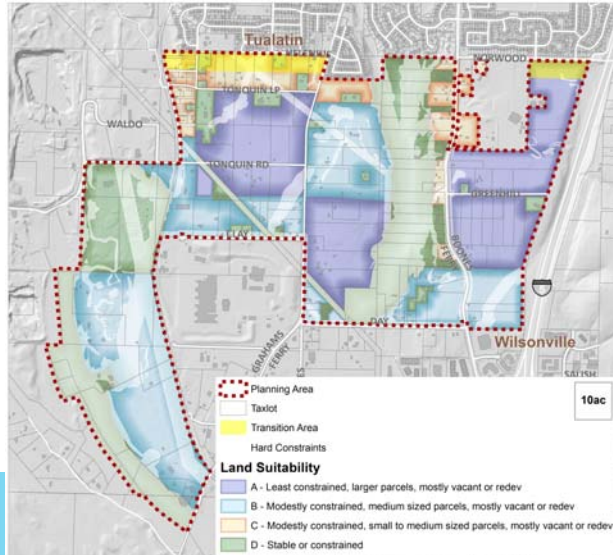 Tualatin
NORWOOD
TONQUIN LP
WALDO
TONQUIN RD
GREENHILL
CLAY
BOONES FERRY
DAY
GRAHAMS FERRY
Wilsonville
SALISH
Planning Area
10ac
Taxlot
Transition Area
Hard Constraints
Land Suitability
A - Least constrained, larger parcels, mostly vacant or redev
B - Modestly constrained, medium sized parcels, mostly vacant or redev
C - Modestly constrained, small to medium sized parcels, mostly vacant or redev
D - Stable or constrained